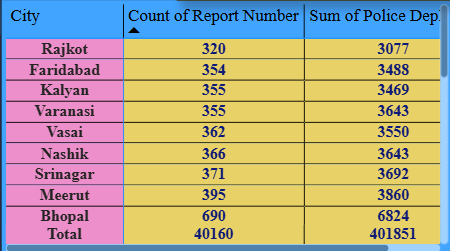 City Count of Report Number Sum of Police Depl
Rajkot 320 3077
Faridabad 354 3488
Kalyan 355 3469
Varanasi 355 3643
Vasai 362 3550
Nashik 366 3643
Srinagar 371 3692
Meerut 395 3860
Bhopal 690 6824
Total 40160 401851